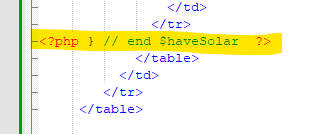 </td>
</tr>
<?php } // end $haveSolar  ?>
</table>
</td>
</tr>
</table>